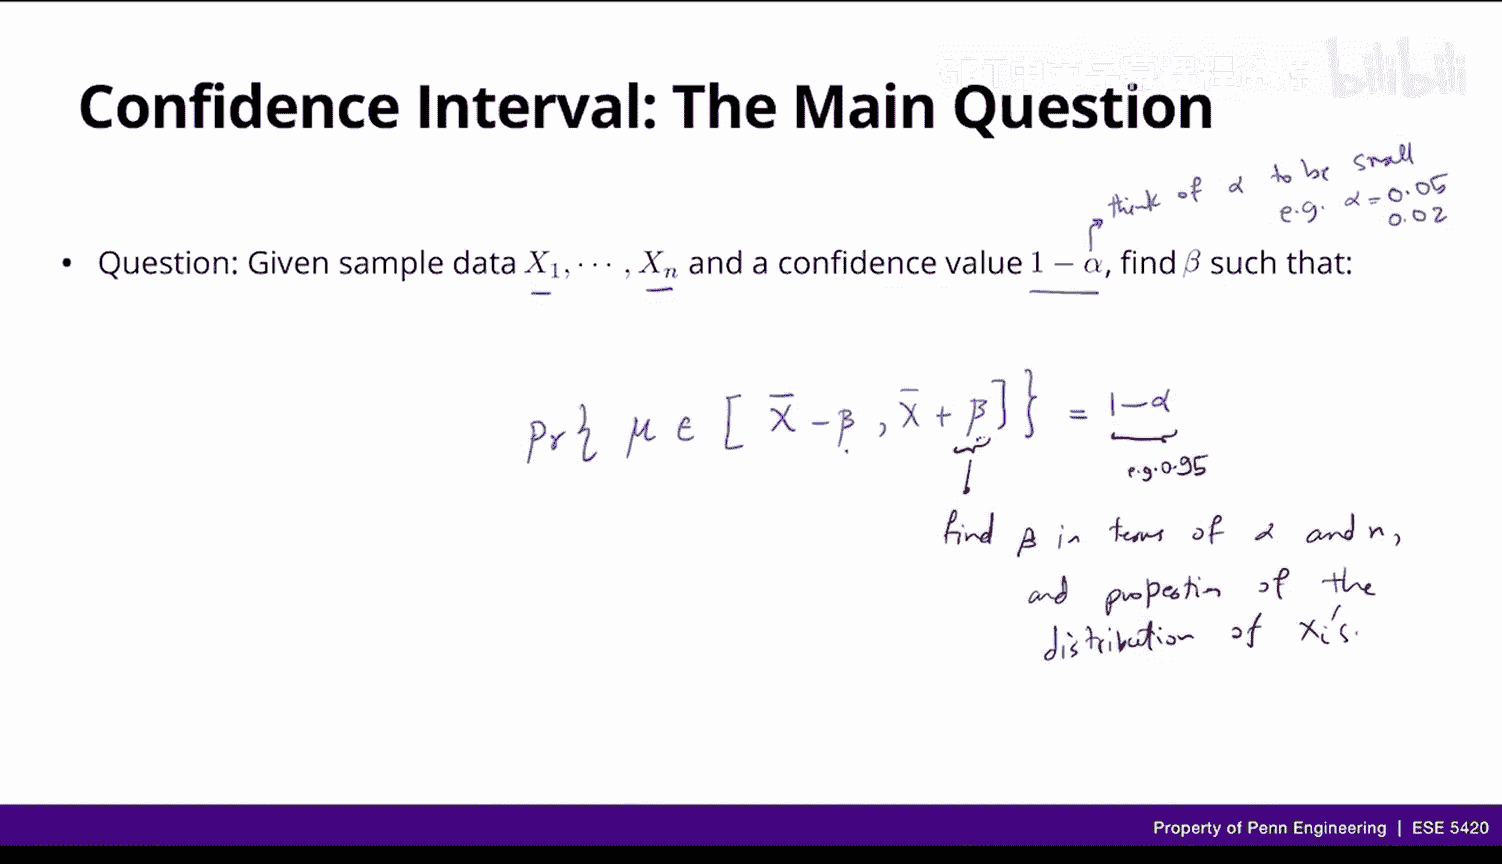 bilibili
Confidence Interval: The Main Question
think of α to be small
e.g. α = 0.05
0.02
• Question: Given sample data X₁, ⋯ , Xₙ and a confidence value 1 − α, find β such that:
Pr{ μ ∈ [ X̄ − β , X̄ + β ] } = 1 − α
e.g. 0.95
find β in terms of α and n,
and propestin of the
distribution of Xᵢ's.
Property of Penn Engineering | ESE 5420